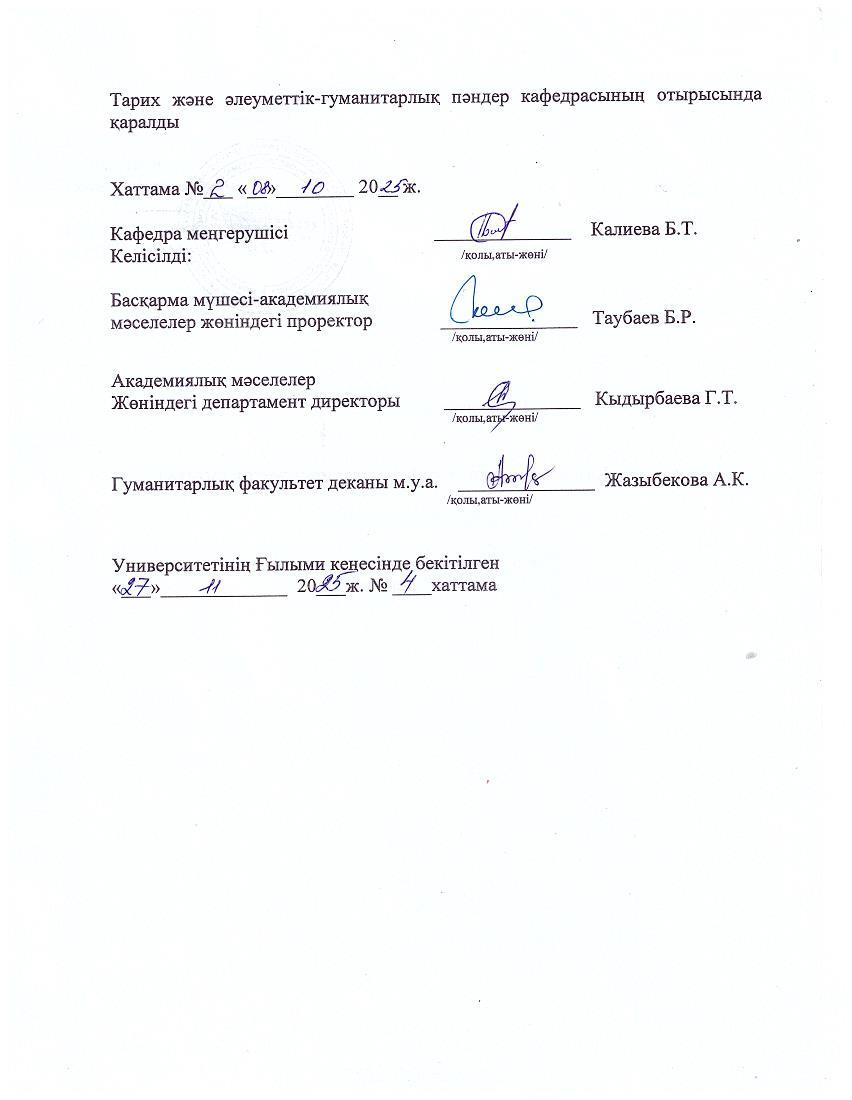 Тарих және әлеуметтік-гуманитарлық пәндер кафедрасының отырысында
қаралды
Хаттама №2 «08» 10 2025 ж.
Кафедра меңгерушісі Калиева Б.Т.
Келісілді: /қолы,аты-жөні/
Басқарма мүшесі-академиялық
мәселелер жөніндегі проректор Таубаев Б.Р.
/қолы,аты-жөні/
Академиялық мәселелер
Жөніндегі департамент директоры Кыдырбаева Г.Т.
/қолы,аты-жөні/
Гуманитарлық факультет деканы м.у.а. Жазыбекова А.К.
/қолы,аты-жөні/
Университетінің Ғылыми кеңесінде бекітілген
«27» 11 2025 ж. № 4 хаттама